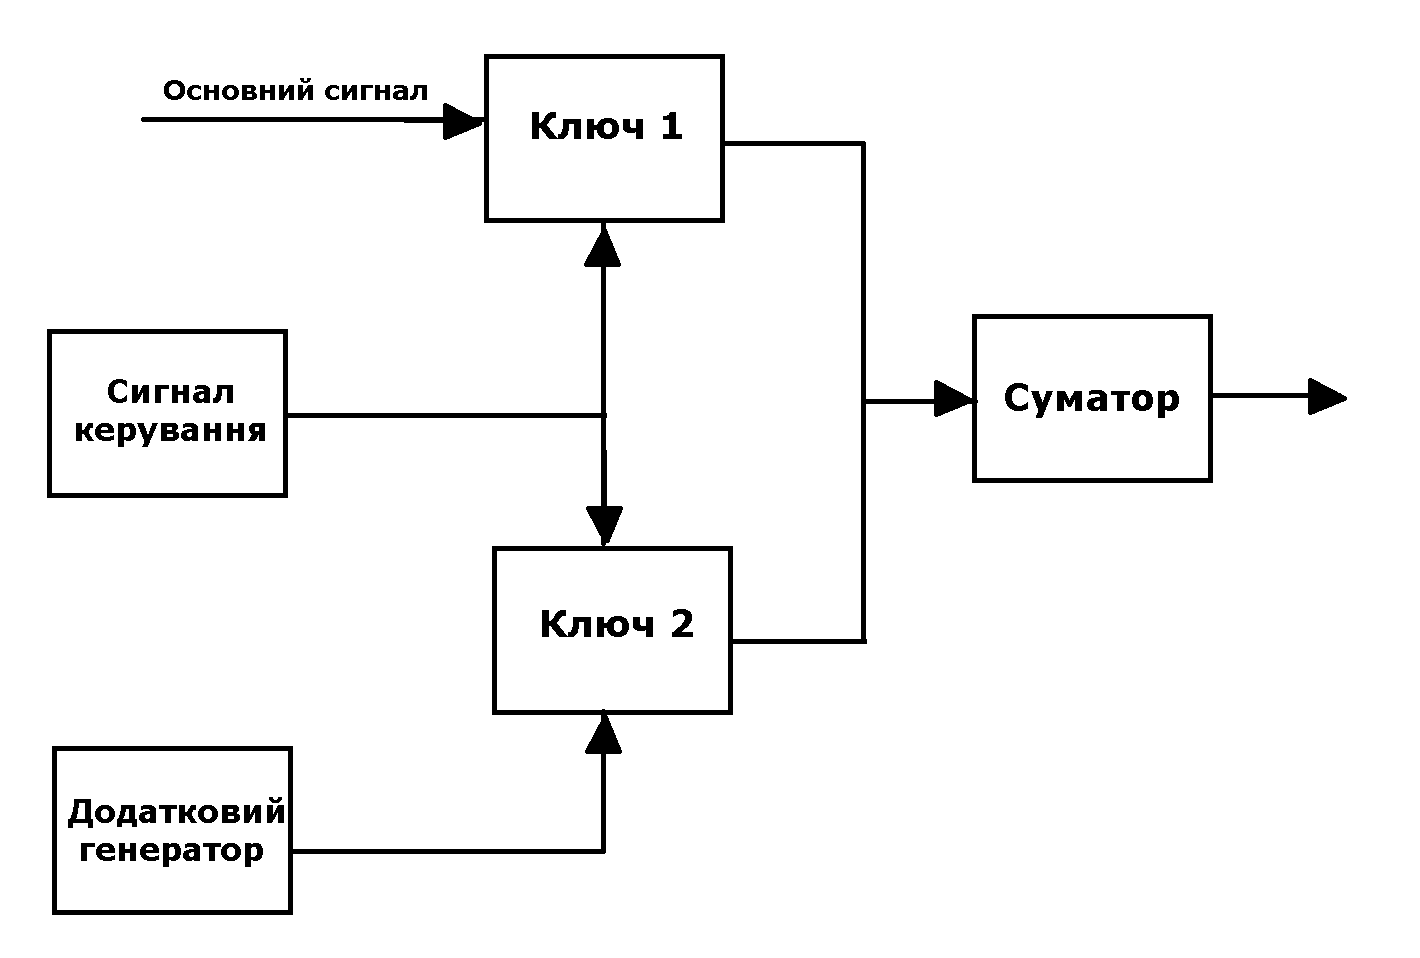 Основний сигнал
Ключ 1
Сигнал
керування
Суматор
Ключ 2
Додатковий
генератор